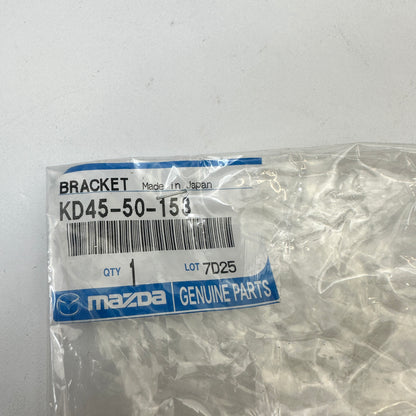 BRACKET Made in Japan
KD45-50-153
QTY 1 LOT 7D25
mazda GENUINE PARTS